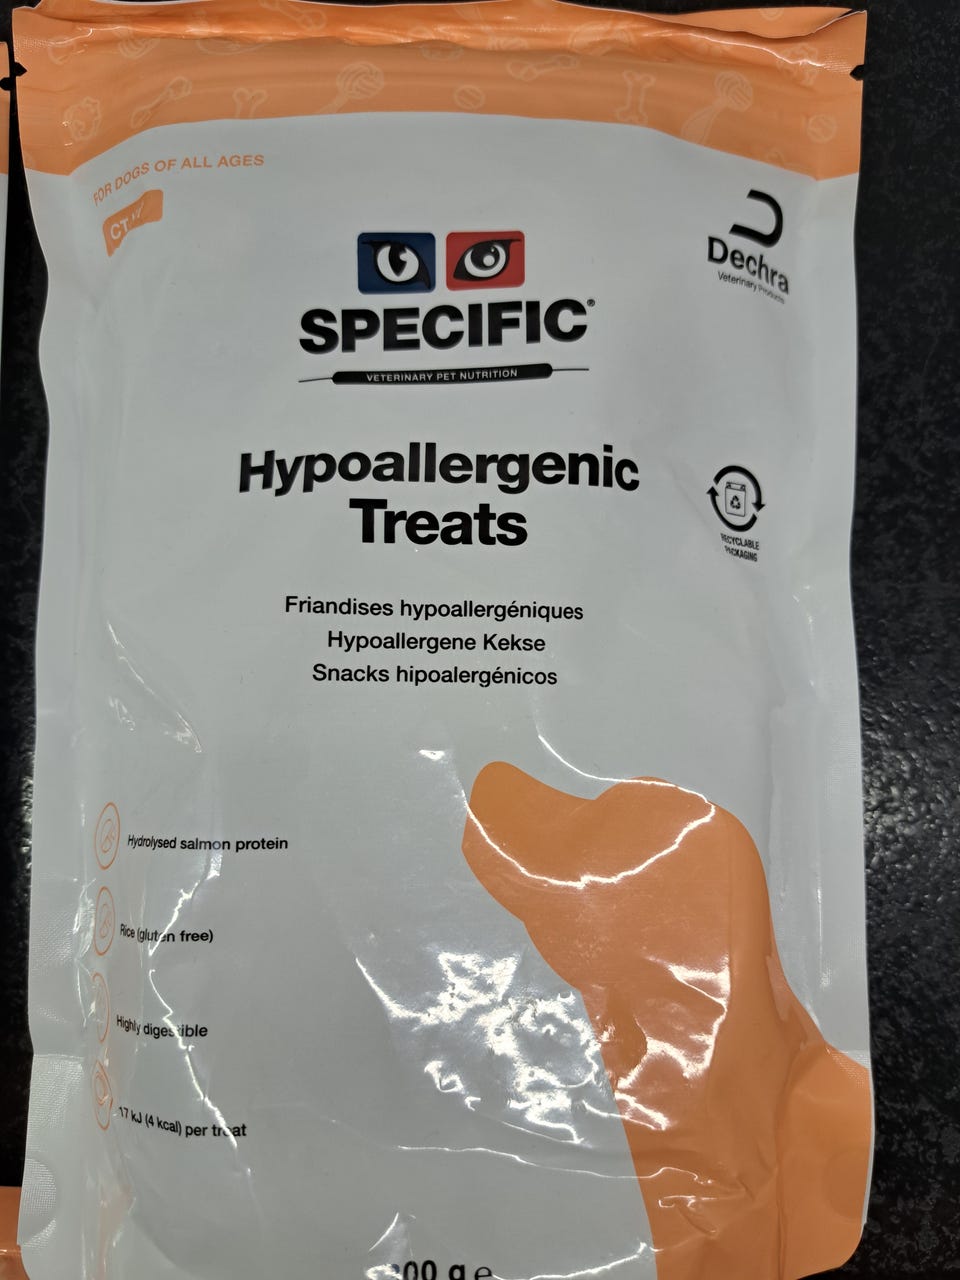 FOR DOGS OF ALL AGES
SPECIFIC®
VETERINARY PET NUTRITION
Dechra
Veterinary Products
Hypoallergenic
Treats
RECYCLABLE
PACKAGING
Friandises hypoallergéniques
Hypoallergene Kekse
Snacks hipoalergénicos
Hydrolysed salmon protein
Rice (gluten free)
Highly digestible
17 kJ (4 kcal) per treat
g ℮